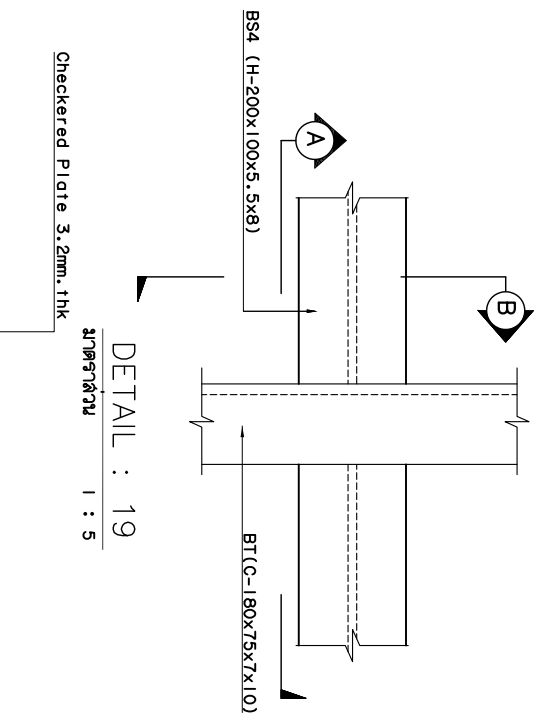 BS4 (H-200x100x5.5x8)
A
B
BT(C-180x75x7x10)
DETAIL : 19
มาตราส่วน 1 : 5
Checkered Plate 3.2mm.thk